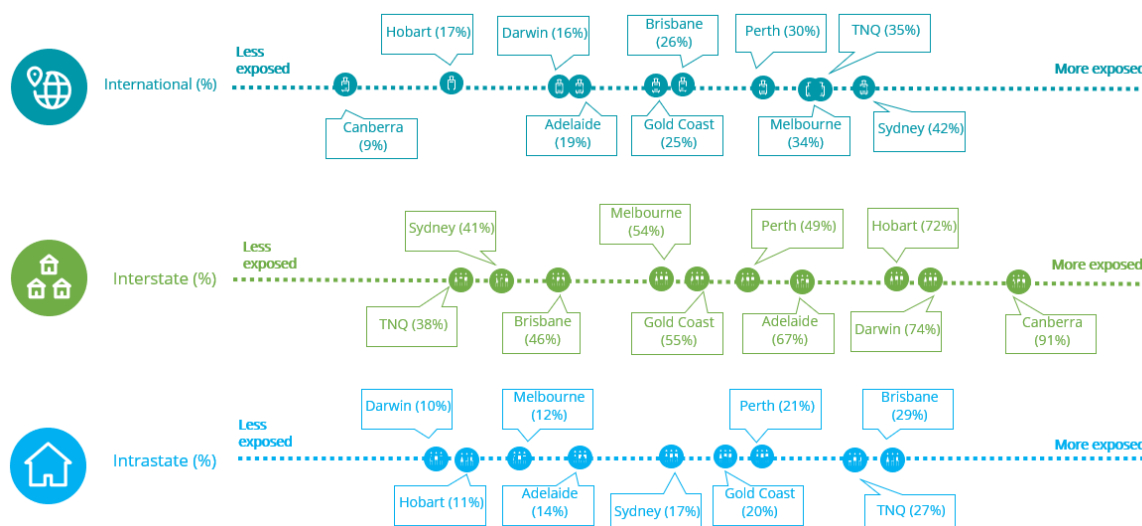 Less
exposed
International (%)
More exposed
Hobart (17%)
Darwin (16%)
Brisbane
(26%)
Perth (30%)
TNQ (35%)
Canberra
(9%)
Adelaide
(19%)
Gold Coast
(25%)
Melbourne
(34%)
Sydney (42%)
Less
exposed
Interstate (%)
More exposed
Sydney (41%)
Melbourne
(54%)
Perth (49%)
Hobart (72%)
TNQ (38%)
Brisbane
(46%)
Gold Coast
(55%)
Adelaide
(67%)
Darwin (74%)
Canberra
(91%)
Less
exposed
Intrastate (%)
More exposed
Darwin (10%)
Melbourne
(12%)
Perth (21%)
Brisbane
(29%)
Hobart (11%)
Adelaide
(14%)
Sydney (17%)
Gold Coast
(20%)
TNQ (27%)